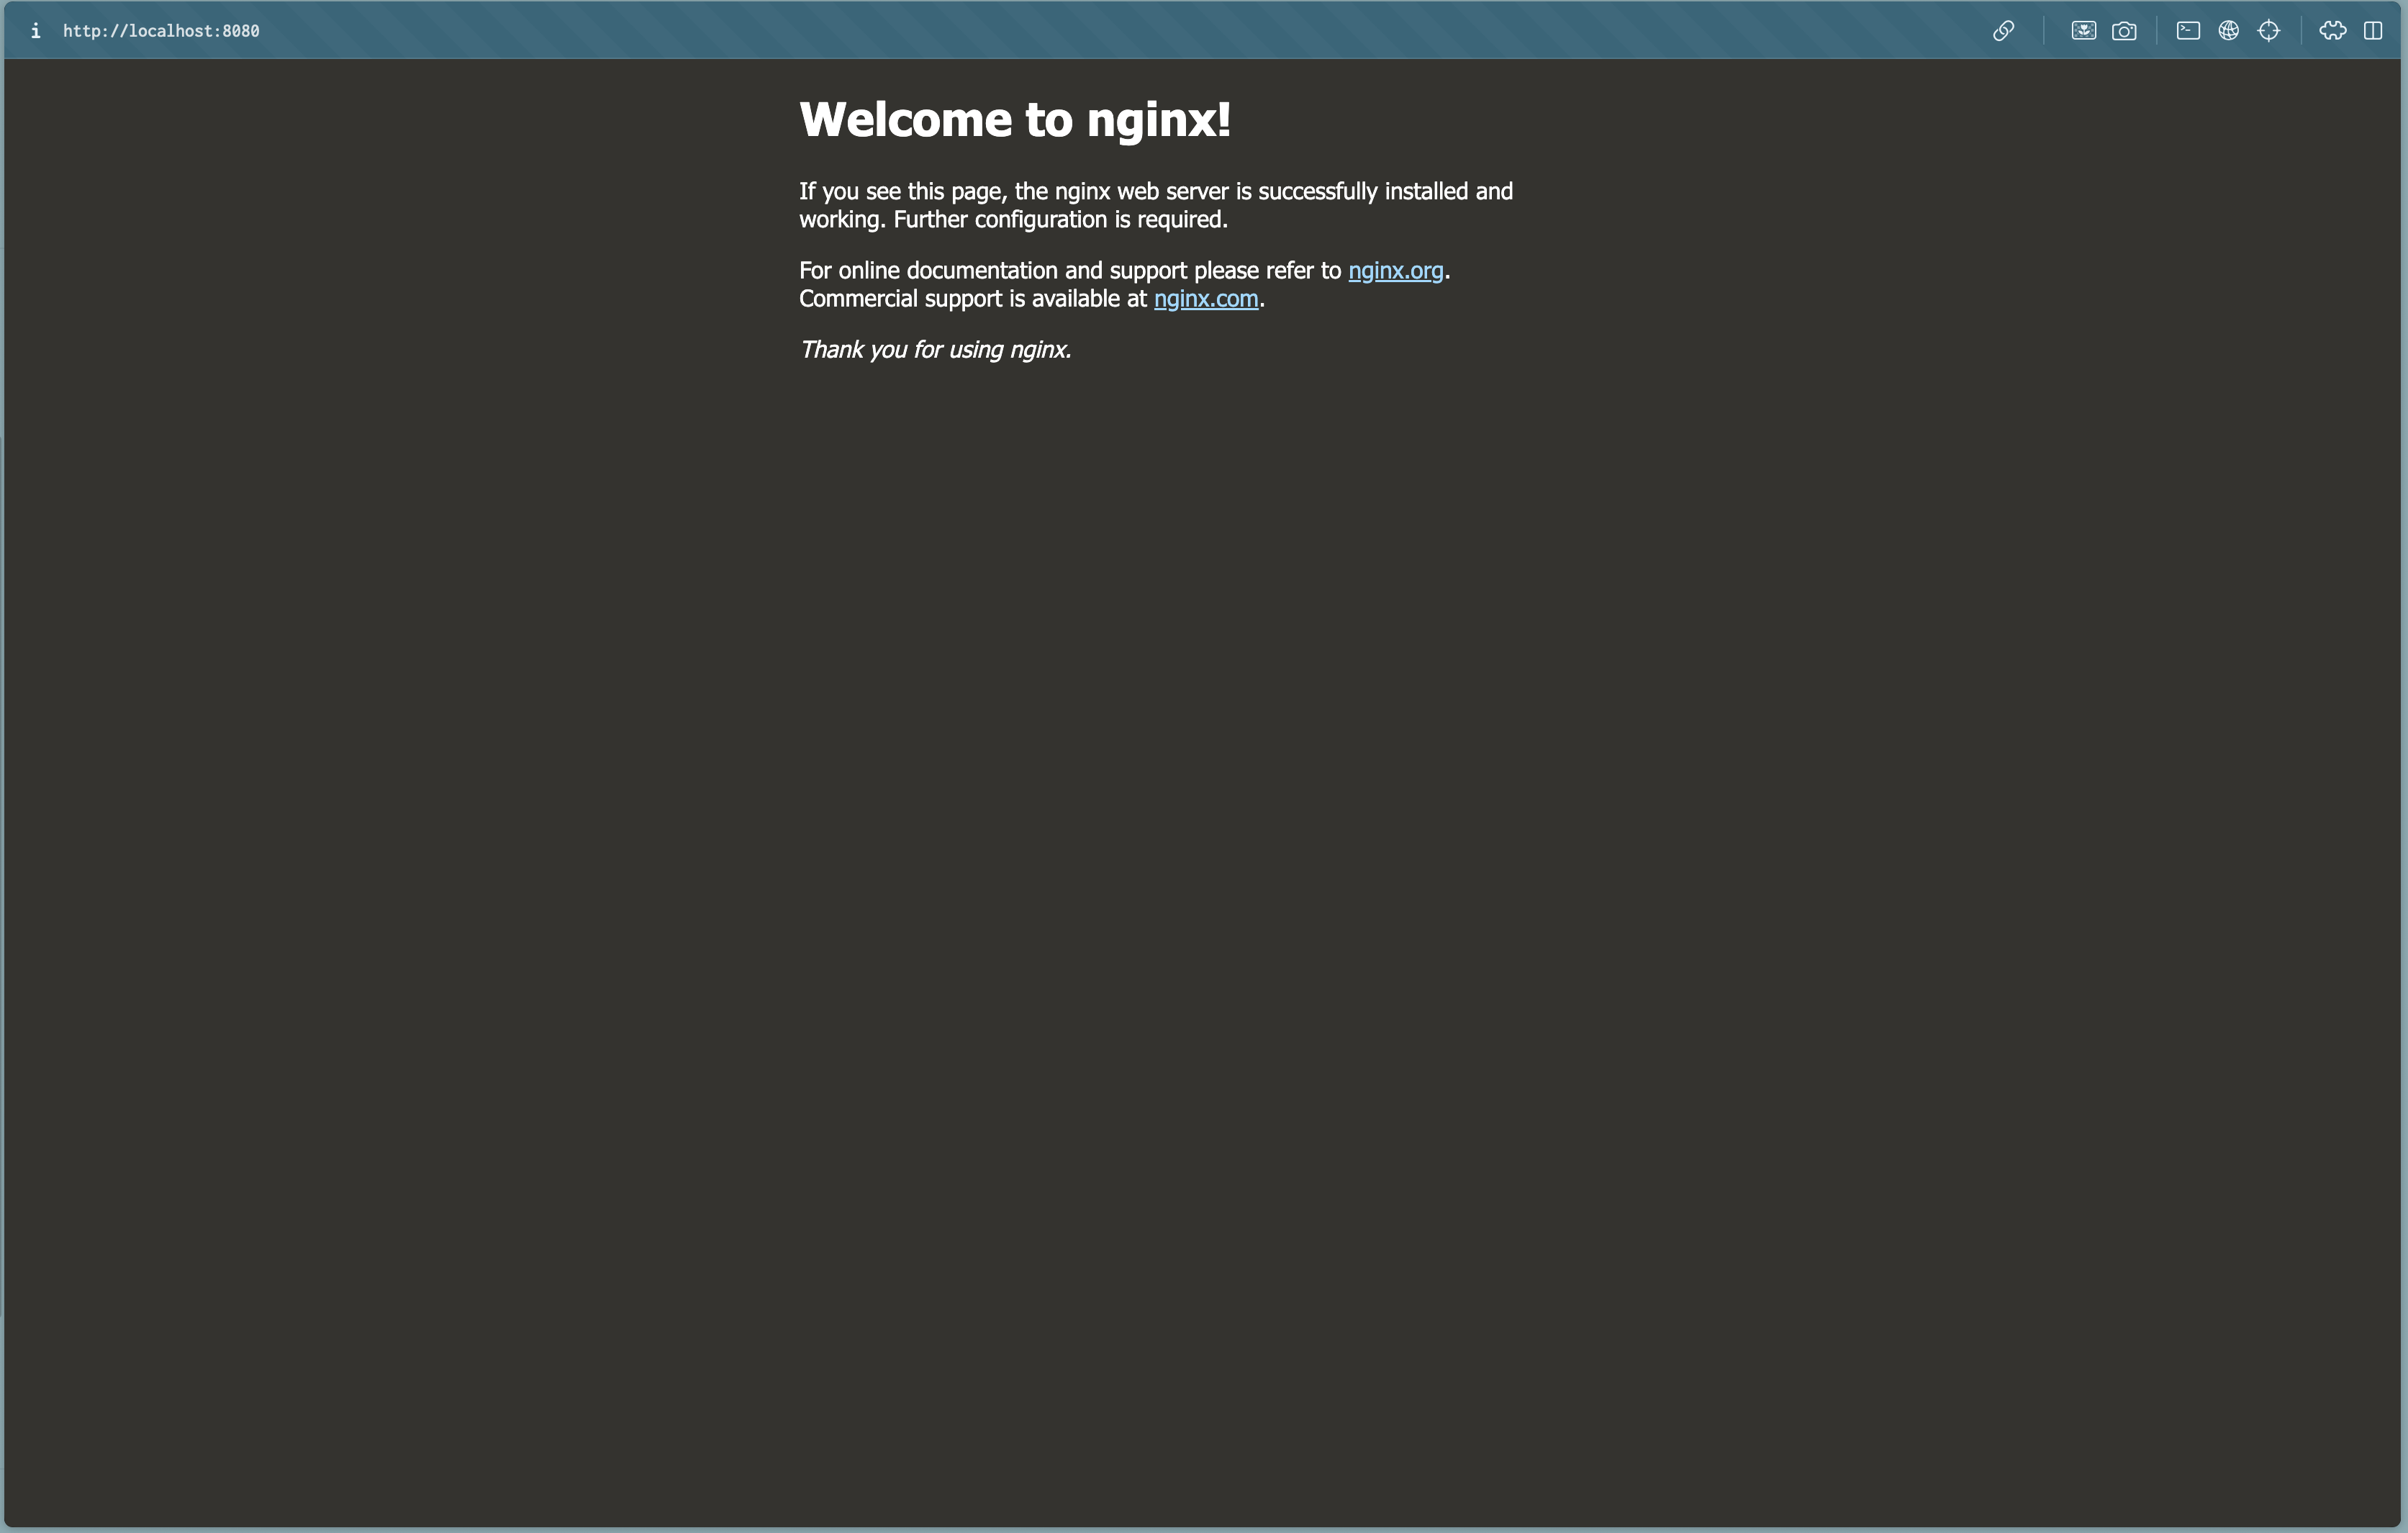 i http://localhost:8080
Welcome to nginx!
If you see this page, the nginx web server is successfully installed and
working. Further configuration is required.
For online documentation and support please refer to nginx.org.
Commercial support is available at nginx.com.
Thank you for using nginx.